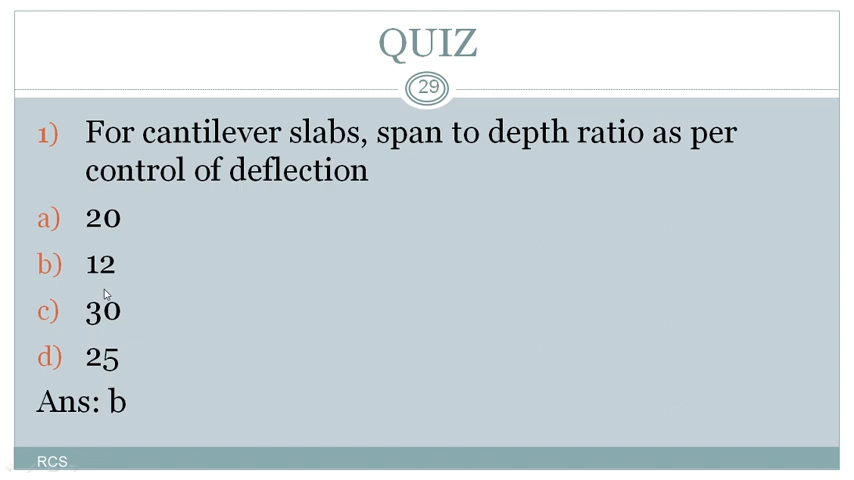 QUIZ
29
1) For cantilever slabs, span to depth ratio as per
control of deflection
a) 20
b) 12
c) 30
d) 25
Ans: b
RCS